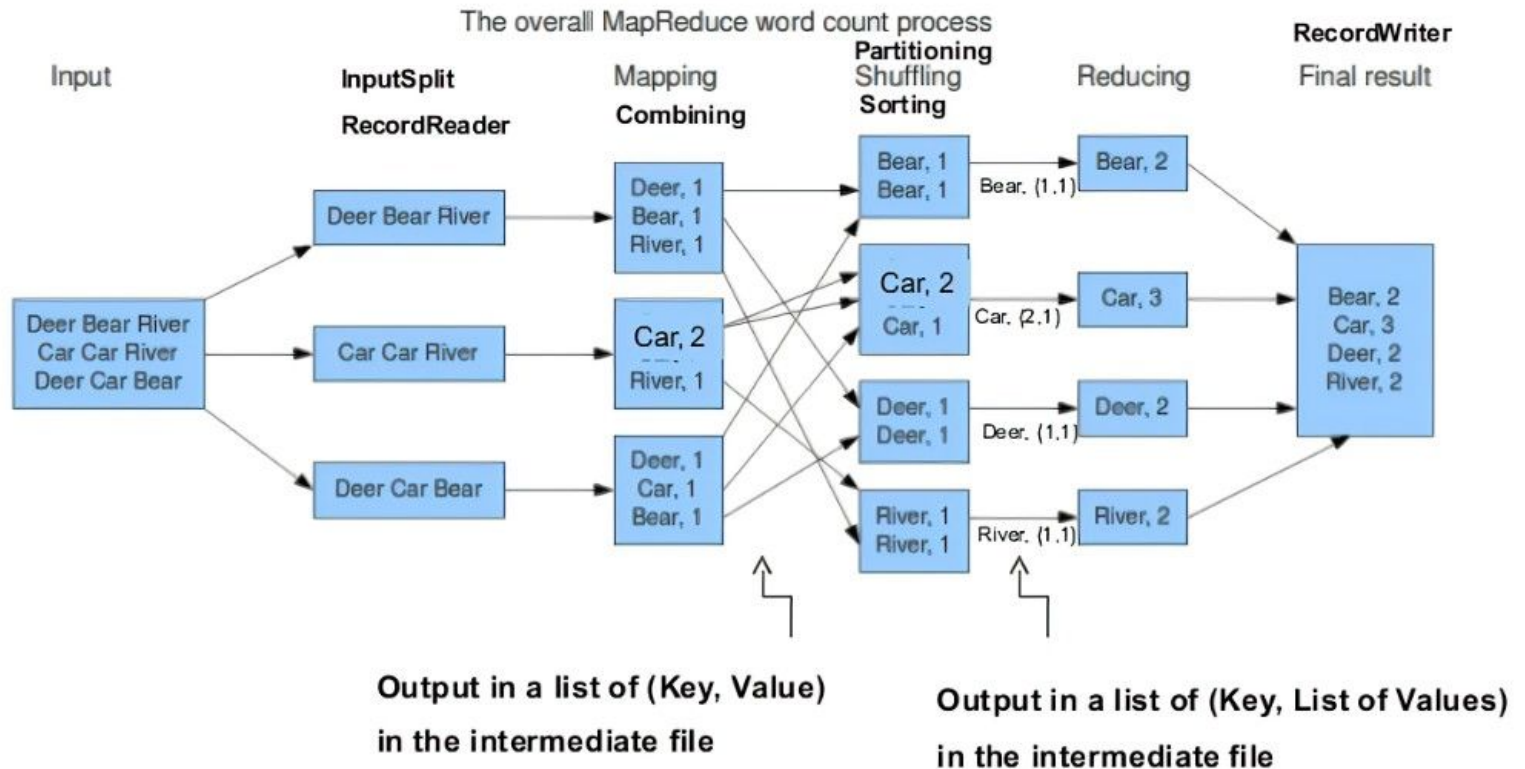 The overall MapReduce word count process
Input
InputSplit
RecordReader
Mapping
Combining
Partitioning
Shuffling
Sorting
Reducing
RecordWriter
Final result
Deer Bear River
Car Car River
Deer Car Bear
Deer Bear River
Car Car River
Deer Car Bear
Deer, 1
Bear, 1
River, 1
Car, 2
River, 1
Deer, 1
Car, 1
Bear, 1
Bear, 1
Bear, 1
Car, 2
Car, 1
Deer, 1
Deer, 1
River, 1
River, 1
Bear, (1,1)
Car, (2,1)
Deer, (1,1)
River, (1,1)
Bear, 2
Car, 3
Deer, 2
River, 2
Bear, 2
Car, 3
Deer, 2
River, 2
Output in a list of (Key, Value)
in the intermediate file
Output in a list of (Key, List of Values)
in the intermediate file